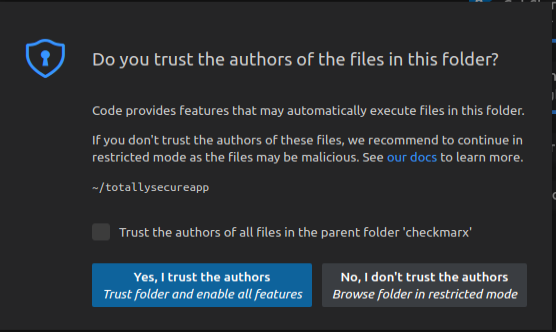 Do you trust the authors of the files in this folder?
Code provides features that may automatically execute files in this folder.
If you don't trust the authors of these files, we recommend to continue in
restricted mode as the files may be malicious. See our docs to learn more.
~/totallysecureapp
Trust the authors of all files in the parent folder 'checkmarx'
Yes, I trust the authors
Trust folder and enable all features
No, I don't trust the authors
Browse folder in restricted mode